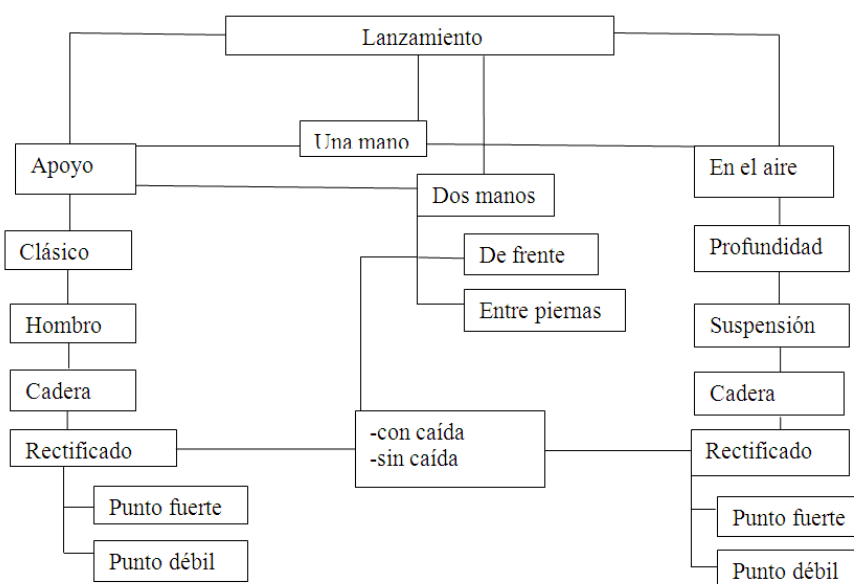 Lanzamiento
Una mano
Apoyo
En el aire
Dos manos
Clásico
De frente
Profundidad
Entre piernas
Hombro
Suspensión
Cadera
Cadera
-con caída
-sin caída
Rectificado
Rectificado
Punto fuerte
Punto fuerte
Punto débil
Punto débil